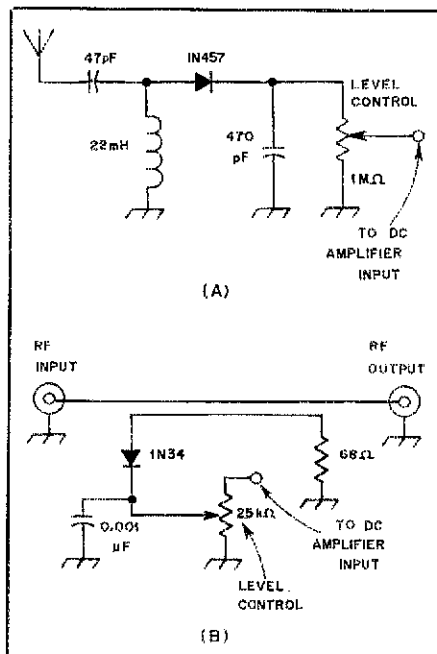 47pF
1N457
LEVEL
CONTROL
22mH
470
pF
1MΩ
TO DC
AMPLIFIER
INPUT
(A)
RF
INPUT
RF
OUTPUT
1N34
68Ω
0.001
µF
25kΩ
TO DC
AMPLIFIER
INPUT
LEVEL
CONTROL
(B)